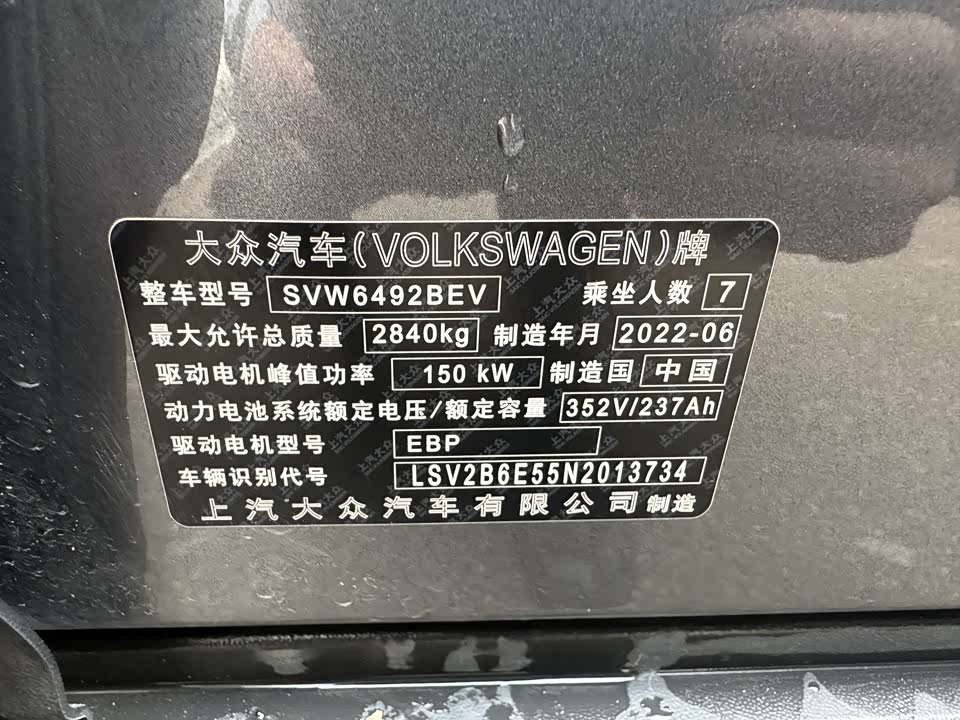 大众汽车(VOLKSWAGEN)牌
整车型号 SVW6492BEV 乘坐人数 7
最大允许总质量 2840kg 制造年月 2022-06
驱动电机峰值功率 150 kW 制造国 中国
动力电池系统额定电压/额定容量 352V/237Ah
驱动电机型号 EBP
车辆识别代号 LSV2B6E55N2013734
上汽大众汽车有限公司制造